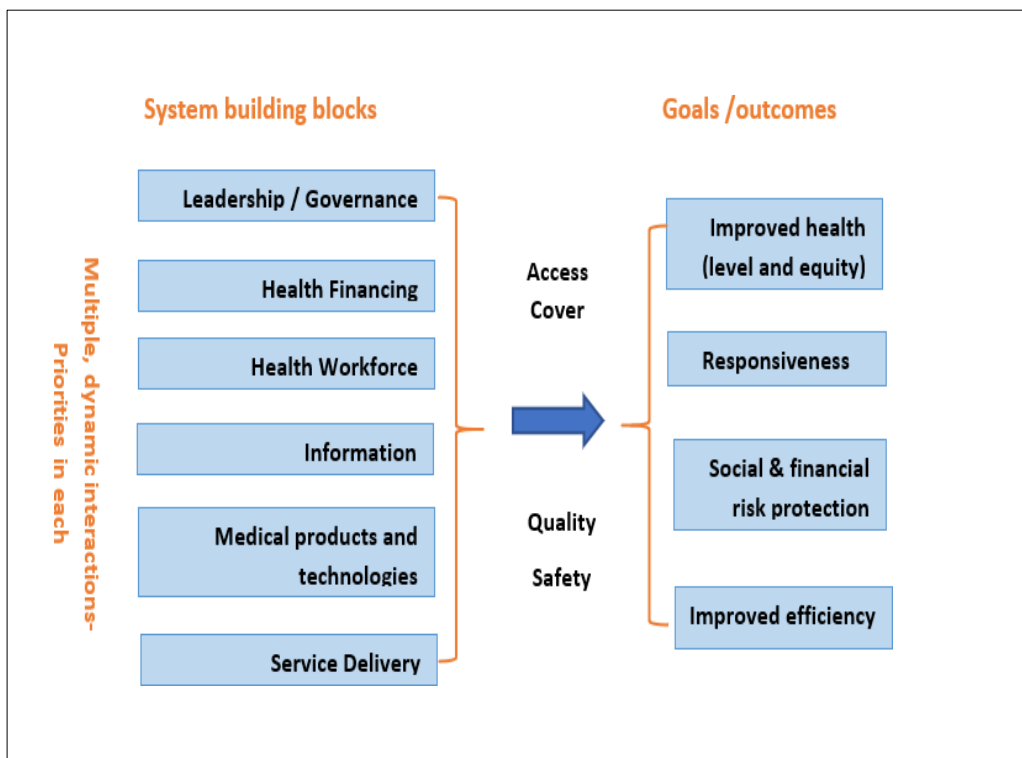 System building blocks
Goals /outcomes
Multiple, dynamic interactions-
Priorities in each
Leadership / Governance
Health Financing
Health Workforce
Information
Medical products and
technologies
Service Delivery
Access
Cover
Quality
Safety
Improved health
(level and equity)
Responsiveness
Social & financial
risk protection
Improved efficiency